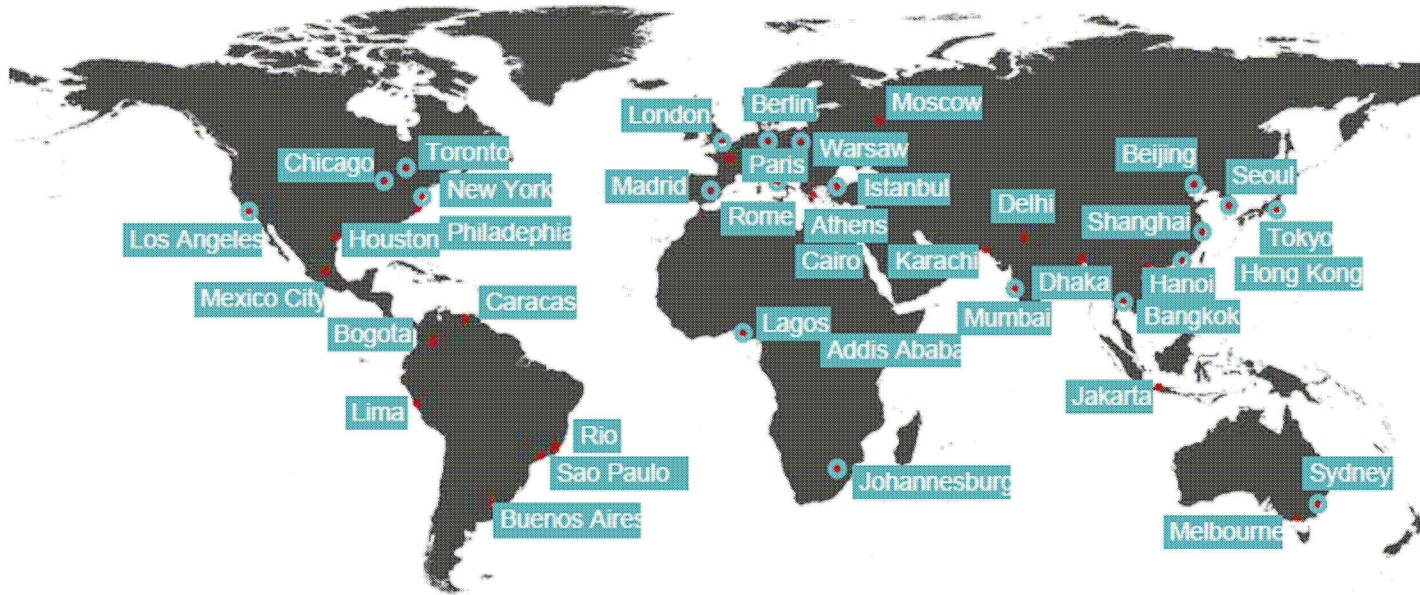 London
Berlin
Moscow
Chicago
Toronto
Paris
Warsaw
Beijing
Seoul
Madrid
Istanbul
New York
Rome
Athens
Delhi
Shanghai
Los Angeles
Houston
Philadephia
Tokyo
Cairo
Karachi
Dhaka
Hanoi
Hong Kong
Mexico City
Caracas
Mumbai
Bangkok
Bogota
Lagos
Addis Ababa
Lima
Jakarta
Rio
Sao Paulo
Johannesburg
Sydney
Buenos Aires
Melbourne